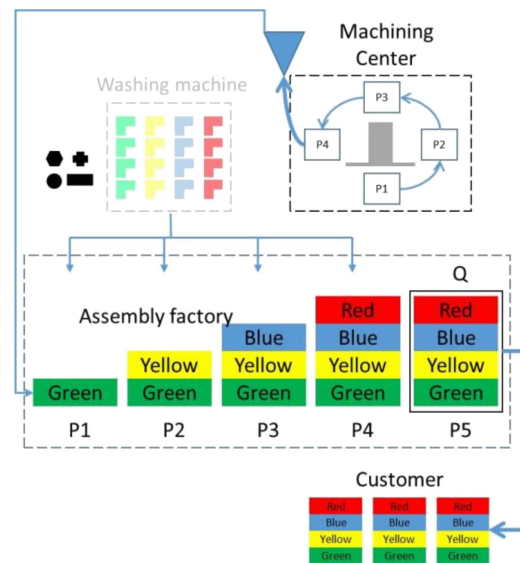 Machining
Center
Washing machine
P3
P4
P2
P1
Q
Assembly factory
Red
Red
Blue
Blue
Blue
Yellow
Yellow
Yellow
Yellow
Green
Green
Green
Green
Green
P1
P2
P3
P4
P5
Customer
Red
Red
Red
Blue
Blue
Blue
Yellow
Yellow
Yellow
Green
Green
Green